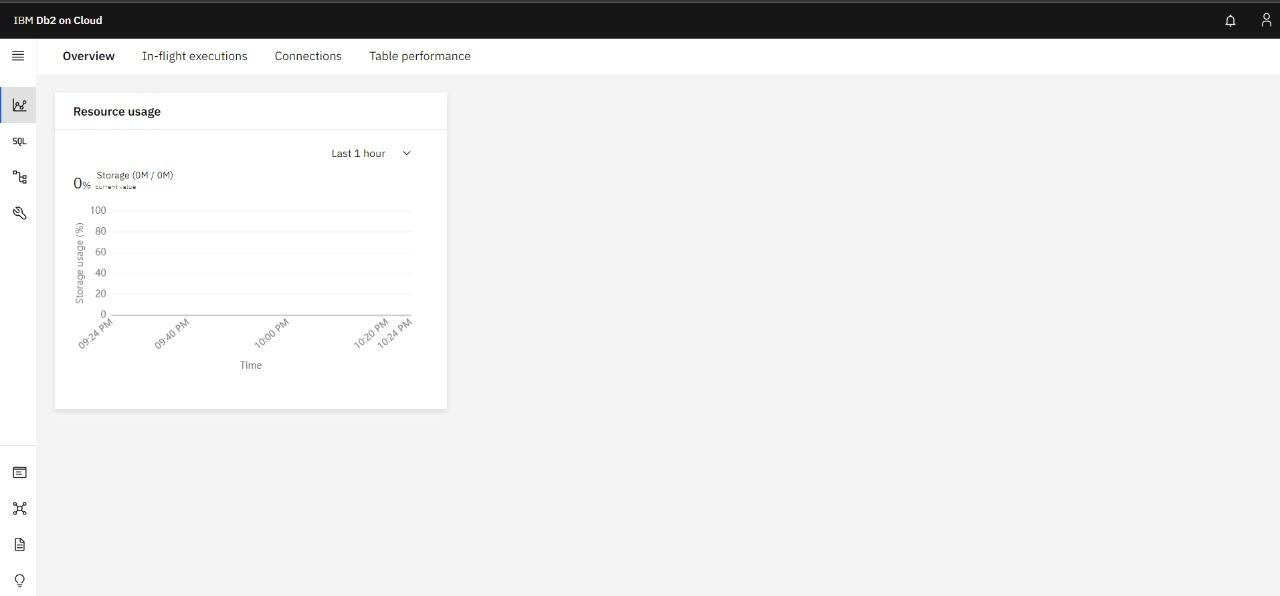 IBM Db2 on Cloud
Overview In-flight executions Connections Table performance
Resource usage
SQL
Last 1 hour
0% Storage (0M / 0M)
current value
100
80
60
40
20
0
Storage usage (%)
09:24 PM 09:40 PM 10:00 PM 10:20 PM 10:24 PM
Time